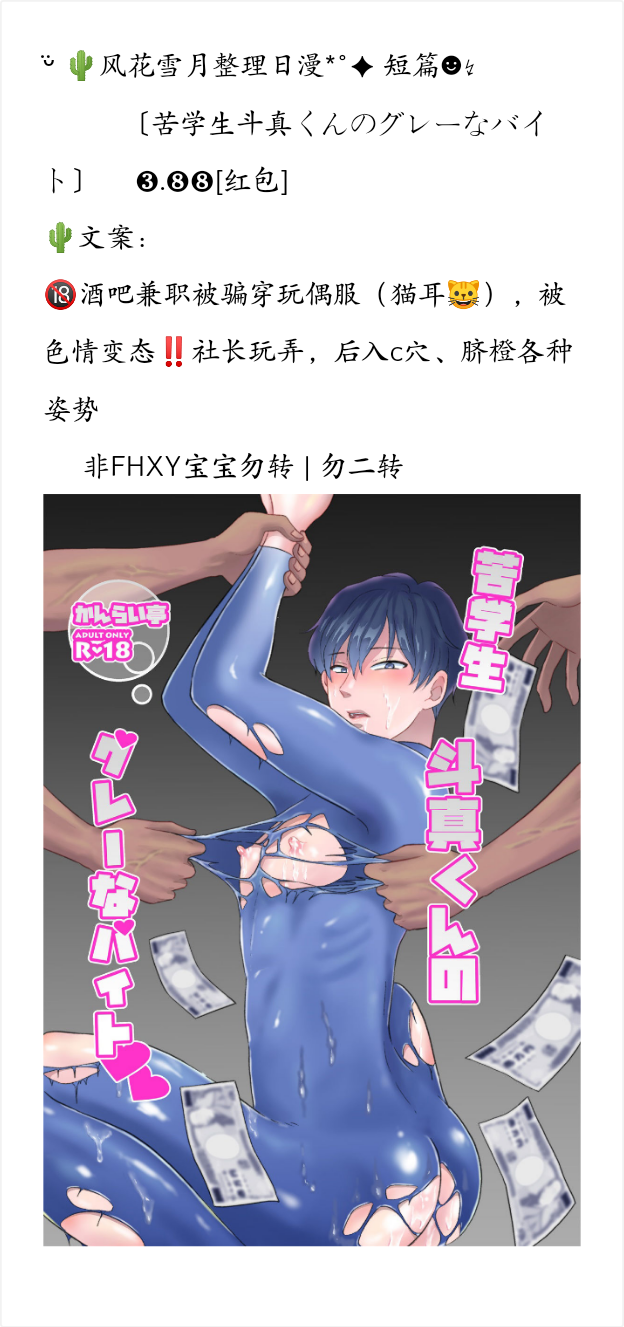 ᵕ̈ 🌵风花雪月整理日漫*˚✦ 短篇☻ᛃ
〔苦学生斗真くんのグレーなバイ
ト〕 ❸.❽❽[红包]
🌵文案：
🔞酒吧兼职被骗穿玩偶服（猫耳😺），被
色情变态‼️社长玩弄，后入c穴、脐橙各种
姿势
非FHXY宝宝勿转 | 勿二转
がんらい亭
ADULT ONLY
R-18
苦学生
斗真くんの
グレーなバイト